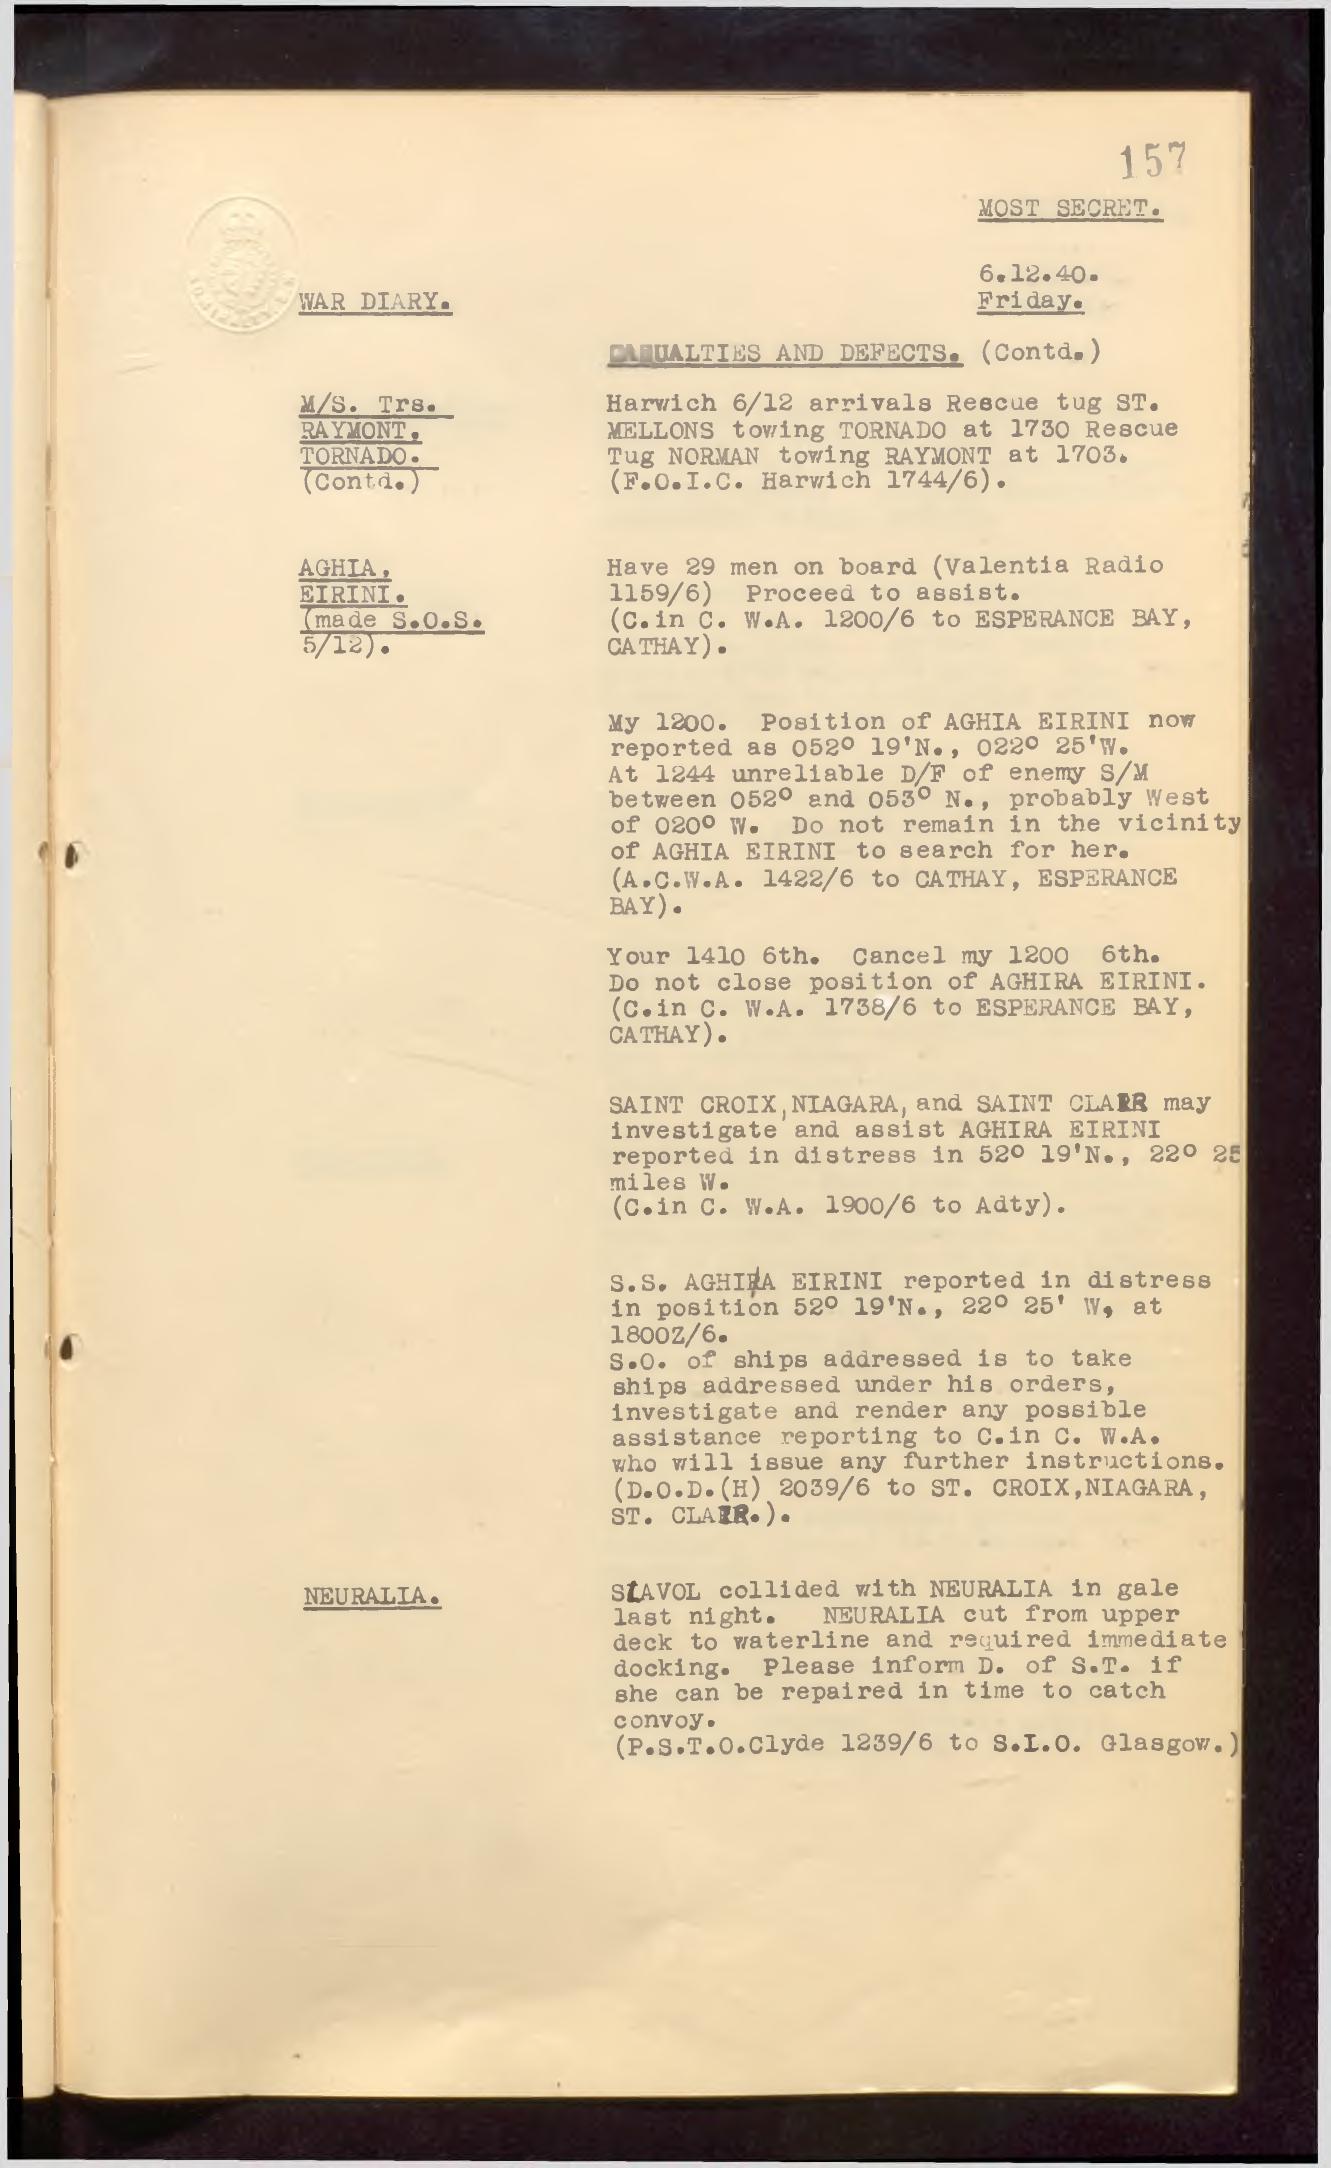 157
MOST SECRET.
6.12.40.
Friday.
WAR DIARY.
CASUALTIES AND DEFECTS. (Contd.)
M/S. Trs.
RAYMONT.
TORNADO.
(Contd.)
Harwich 6/12 arrivals Rescue tug ST.
MELLONS towing TORNADO at 1730 Rescue
Tug NORMAN towing RAYMONT at 1703.
(F.O.I.C. Harwich 1744/6).
AGHIA,
EIRINI.
(made S.O.S.
5/12).
Have 29 men on board (Valentia Radio
1159/6) Proceed to assist.
(C.in C. W.A. 1200/6 to ESPERANCE BAY,
CATHAY).
My 1200. Position of AGHIA EIRINI now
reported as 052° 19'N., 022° 25'W.
At 1244 unreliable D/F of enemy S/M
between 052° and 053° N., probably West
of 020° W. Do not remain in the vicinity
of AGHIA EIRINI to search for her.
(A.C.W.A. 1422/6 to CATHAY, ESPERANCE
BAY).
Your 1410 6th. Cancel my 1200 6th.
Do not close position of AGHIRA EIRINI.
(C.in C. W.A. 1738/6 to ESPERANCE BAY,
CATHAY).
SAINT CROIX, NIAGARA, and SAINT CLAIR may
investigate and assist AGHIRA EIRINI
reported in distress in 52° 19'N., 22° 25
miles W.
(C.in C. W.A. 1900/6 to Adty).
S.S. AGHIRA EIRINI reported in distress
in position 52° 19'N., 22° 25' W, at
1800Z/6.
S.O. of ships addressed is to take
ships addressed under his orders,
investigate and render any possible
assistance reporting to C.in C. W.A.
who will issue any further instructions.
(D.O.D.(H) 2039/6 to ST. CROIX,NIAGARA,
ST. CLAIR.).
NEURALIA.
SLAVOL collided with NEURALIA in gale
last night. NEURALIA cut from upper
deck to waterline and required immediate
docking. Please inform D. of S.T. if
she can be repaired in time to catch
convoy.
(P.S.T.O.Clyde 1239/6 to S.L.O. Glasgow.)